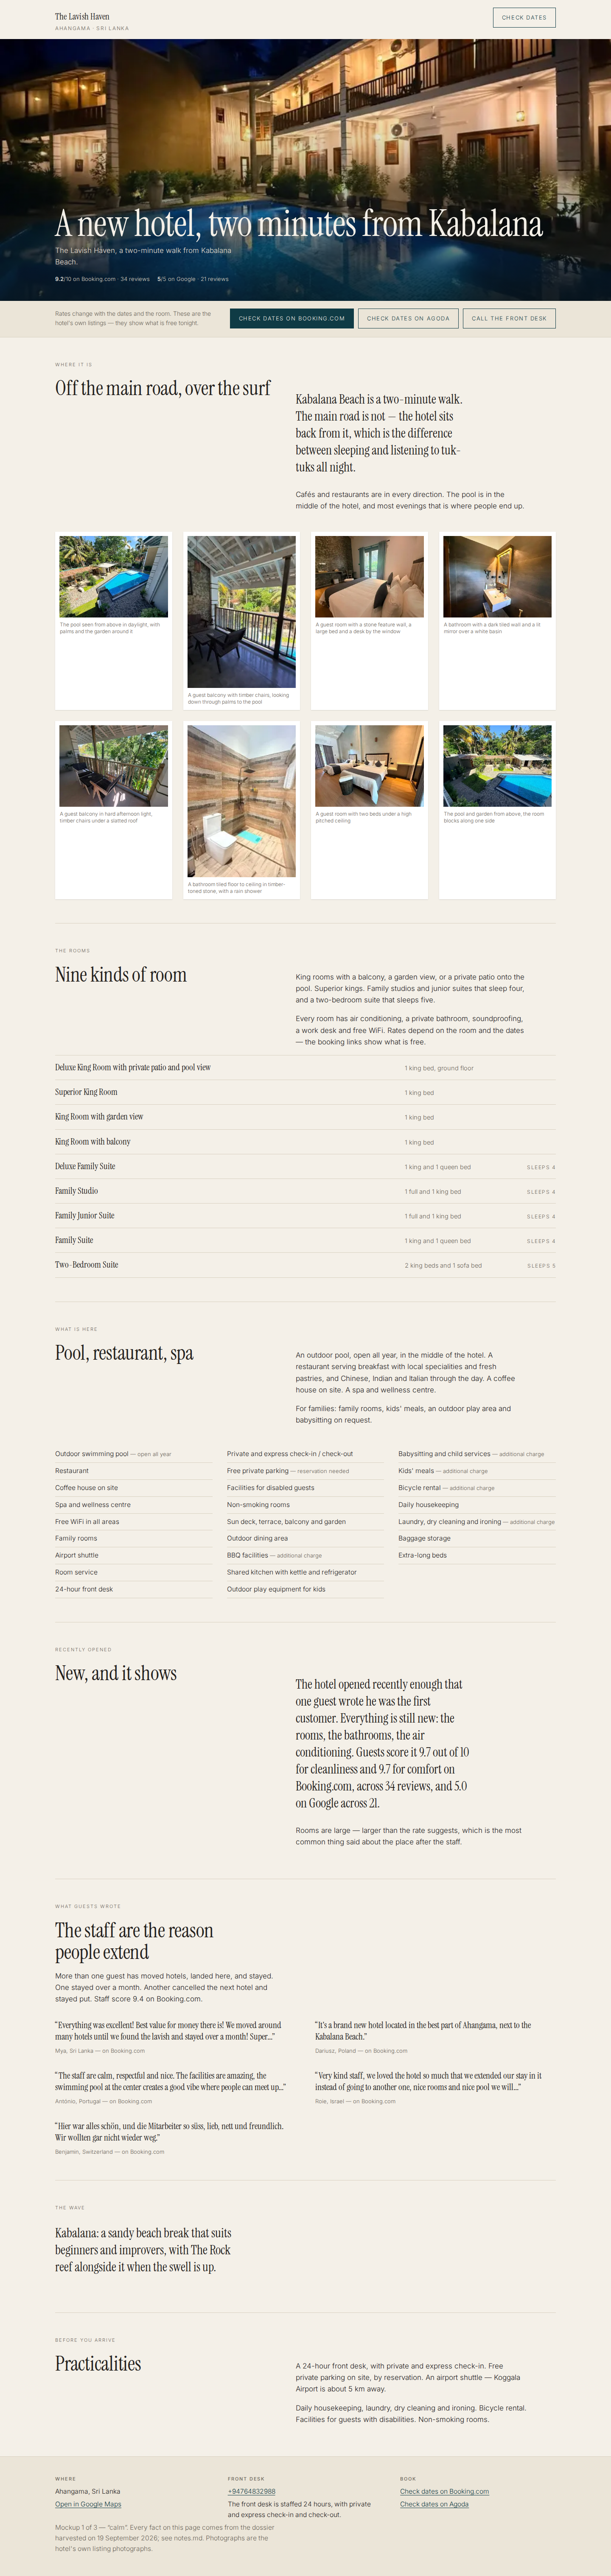 The Lavish Haven
AHANGAMA · SRI LANKA
CHECK DATES
A new hotel, two minutes from Kabalana
The Lavish Haven, a two-minute walk from Kabalana
Beach.
9.2/10 on Booking.com · 34 reviews 5/5 on Google · 21 reviews
Rates change with the dates and the room. These are the
hotel's own listings — they show what is free tonight.
CHECK DATES ON BOOKING.COM
CHECK DATES ON AGODA
CALL THE FRONT DESK
WHERE IT IS
Off the main road, over the surf
Kabalana Beach is a two-minute walk.
The main road is not — the hotel sits
back from it, which is the difference
between sleeping and listening to tuk-
tuks all night.
Cafés and restaurants are in every direction. The pool is in the
middle of the hotel, and most evenings that is where people end up.
The pool seen from above in daylight, with
palms and the garden around it
A guest balcony with timber chairs, looking
down through palms to the pool
A guest room with a stone feature wall, a
large bed and a desk by the window
A bathroom with a dark tiled wall and a lit
mirror over a white basin
A guest balcony in hard afternoon light,
timber chairs under a slatted roof
A bathroom tiled floor to ceiling in timber-
toned stone, with a rain shower
A guest room with two beds under a high
pitched ceiling
The pool and garden from above, the room
blocks along one side
THE ROOMS
Nine kinds of room
King rooms with a balcony, a garden view, or a private patio onto the
pool. Superior kings. Family studios and junior suites that sleep four,
and a two-bedroom suite that sleeps five.
Every room has air conditioning, a private bathroom, soundproofing,
a work desk and free WiFi. Rates depend on the room and the dates
— the booking links show what is free.
Deluxe King Room with private patio and pool view 1 king bed, ground floor
Superior King Room 1 king bed
King Room with garden view 1 king bed
King Room with balcony 1 king bed
Deluxe Family Suite 1 king and 1 queen bed SLEEPS 4
Family Studio 1 full and 1 king bed SLEEPS 4
Family Junior Suite 1 full and 1 king bed SLEEPS 4
Family Suite 1 king and 1 queen bed SLEEPS 4
Two-Bedroom Suite 2 king beds and 1 sofa bed SLEEPS 5
WHAT IS HERE
Pool, restaurant, spa
An outdoor pool, open all year, in the middle of the hotel. A
restaurant serving breakfast with local specialities and fresh
pastries, and Chinese, Indian and Italian through the day. A coffee
house on site. A spa and wellness centre.
For families: family rooms, kids' meals, an outdoor play area and
babysitting on request.
Outdoor swimming pool — open all year
Restaurant
Coffee house on site
Spa and wellness centre
Free WiFi in all areas
Family rooms
Airport shuttle
Room service
24-hour front desk
Private and express check-in / check-out
Free private parking — reservation needed
Facilities for disabled guests
Non-smoking rooms
Sun deck, terrace, balcony and garden
Outdoor dining area
BBQ facilities — additional charge
Shared kitchen with kettle and refrigerator
Outdoor play equipment for kids
Babysitting and child services — additional charge
Kids' meals — additional charge
Bicycle rental — additional charge
Daily housekeeping
Laundry, dry cleaning and ironing — additional charge
Baggage storage
Extra-long beds
RECENTLY OPENED
New, and it shows
The hotel opened recently enough that
one guest wrote he was the first
customer. Everything is still new: the
rooms, the bathrooms, the air
conditioning. Guests score it 9.7 out of 10
for cleanliness and 9.7 for comfort on
Booking.com, across 34 reviews, and 5.0
on Google across 21.
Rooms are large — larger than the rate suggests, which is the most
common thing said about the place after the staff.
WHAT GUESTS WROTE
The staff are the reason
people extend
More than one guest has moved hotels, landed here, and stayed.
One stayed over a month. Another cancelled the next hotel and
stayed put. Staff score 9.4 on Booking.com.
"Everything was excellent! Best value for money there is! We moved around
many hotels until we found the lavish and stayed over a month! Super..."
Mya, Sri Lanka — on Booking.com
"It's a brand new hotel located in the best part of Ahangama, next to the
Kabalana Beach."
Dariusz, Poland — on Booking.com
"The staff are calm, respectful and nice. The facilities are amazing, the
swimming pool at the center creates a good vibe where people can meet up..."
António, Portugal — on Booking.com
"Very kind staff, we loved the hotel so much that we extended our stay in it
instead of going to another one, nice rooms and nice pool we will..."
Roie, Israel — on Booking.com
"Hier war alles schön, und die Mitarbeiter so süss, lieb, nett und freundlich.
Wir wollten gar nicht wieder weg."
Benjamin, Switzerland — on Booking.com
THE WAVE
Kabalana: a sandy beach break that suits
beginners and improvers, with The Rock
reef alongside it when the swell is up.
BEFORE YOU ARRIVE
Practicalities
A 24-hour front desk, with private and express check-in. Free
private parking on site, by reservation. An airport shuttle — Koggala
Airport is about 5 km away.
Daily housekeeping, laundry, dry cleaning and ironing. Bicycle rental.
Facilities for guests with disabilities. Non-smoking rooms.
WHERE
Ahangama, Sri Lanka
Open in Google Maps
FRONT DESK
+94764832988
The front desk is staffed 24 hours, with private
and express check-in and check-out.
BOOK
Check dates on Booking.com
Check dates on Agoda
Mockup 1 of 3 — "calm". Every fact on this page comes from the dossier
harvested on 19 September 2026; see notes.md. Photographs are the
hotel's own listing photographs.